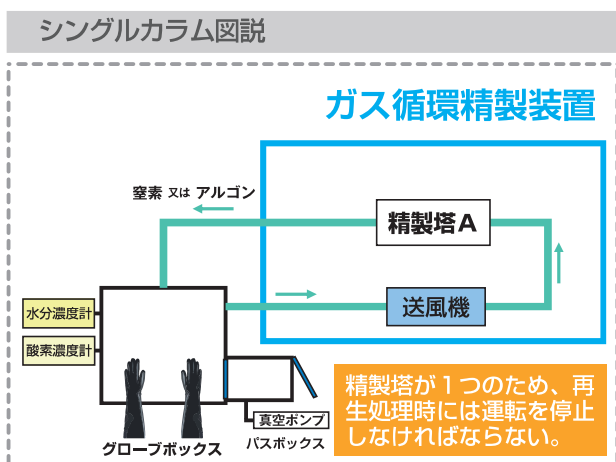 シングルカラム図説
ガス循環精製装置
窒素 又は アルゴン
精製塔A
送風機
水分濃度計
酸素濃度計
精製塔が１つのため、再
生処理時には運転を停止
しなければならない。
真空ポンプ
グローブボックス
パスボックス